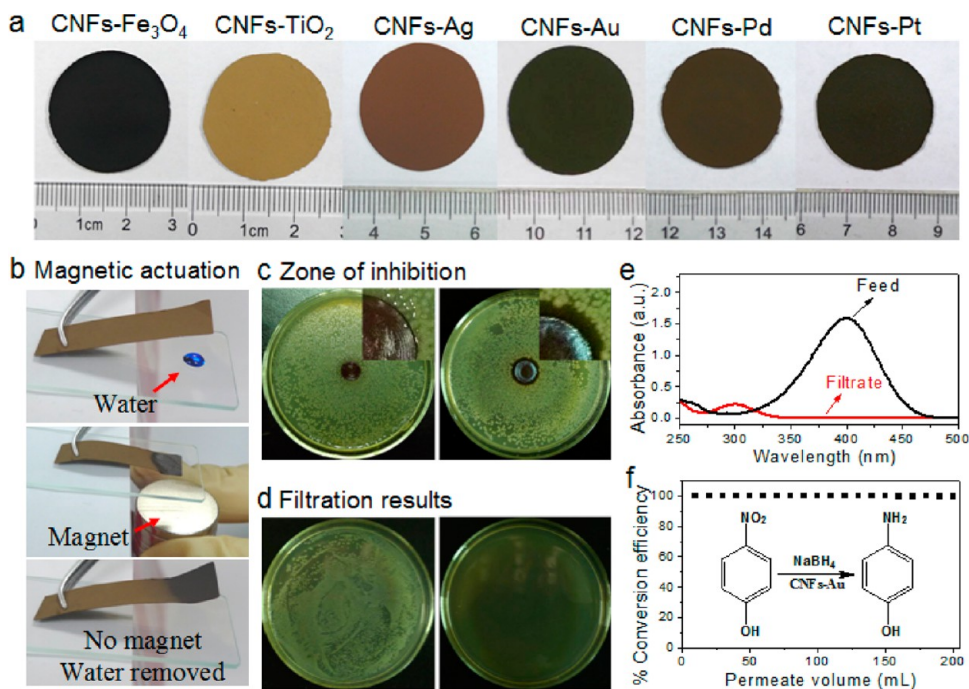 a
CNFs-Fe3O4 CNFs-TiO2 CNFs-Ag CNFs-Au CNFs-Pd CNFs-Pt
0 1cm 2 3 0 1cm 2 3 4 5 6 10 11 12 12 13 14 6 7 8 9
b Magnetic actuation
Water
Magnet
No magnet
Water removed
c Zone of inhibition
d Filtration results
e
Absorbance (a.u.)
2.0
1.5
1.0
0.5
0.0
Feed
Filtrate
250 300 350 400 450 500
Wavelength (nm)
f
% Conversion efficiency
100
80
60
40
20
0
NO2
OH
NaBH4
CNFs-Au
NH2
OH
0 50 100 150 200
Permeate volume (mL)